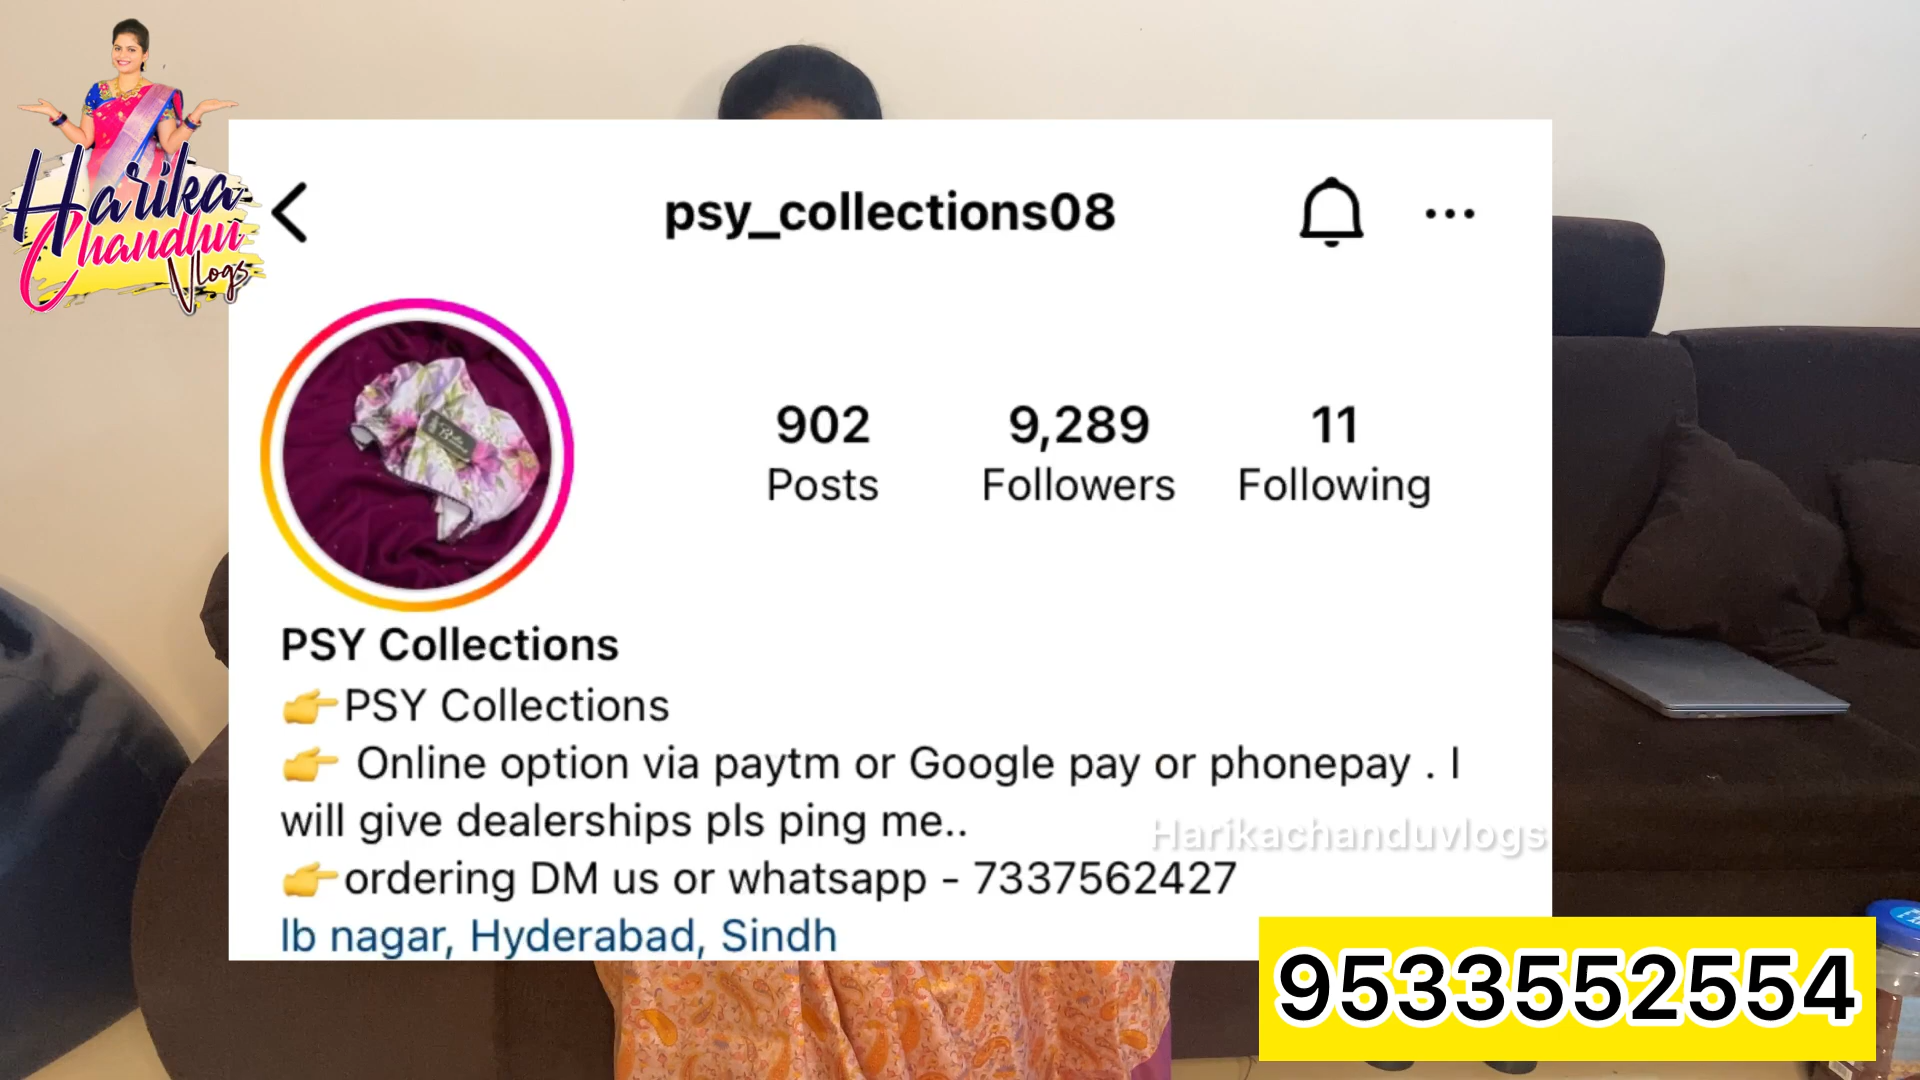 Harika
Chandhu
Vlogs
psy_collections08
902
Posts
9,289
Followers
11
Following
PSY Collections
👉PSY Collections
👉 Online option via paytm or Google pay or phonepay . I
will give dealerships pls ping me..
👉ordering DM us or whatsapp - 7337562427
lb nagar, Hyderabad, Sindh
Harikachanduvlogs
9533552554